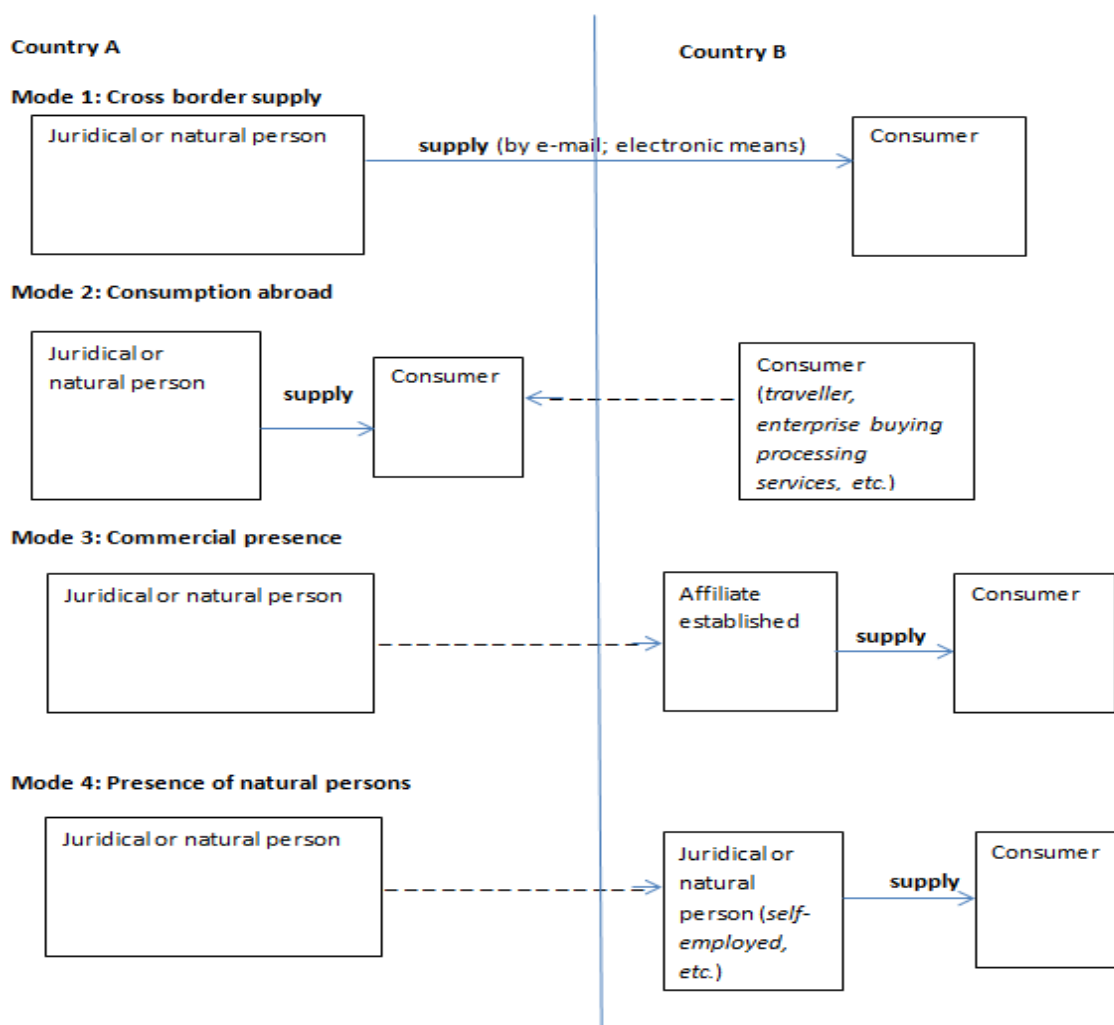 Country A
Country B
Mode 1: Cross border supply
Juridical or natural person
supply (by e-mail; electronic means)
Consumer
Mode 2: Consumption abroad
Juridical or
natural person
supply
Consumer
Consumer
(traveller,
enterprise buying
processing
services, etc.)
Mode 3: Commercial presence
Juridical or natural person
Affiliate
established
supply
Consumer
Mode 4: Presence of natural persons
Juridical or natural person
Juridical or
natural
person (self-
employed,
etc.)
supply
Consumer